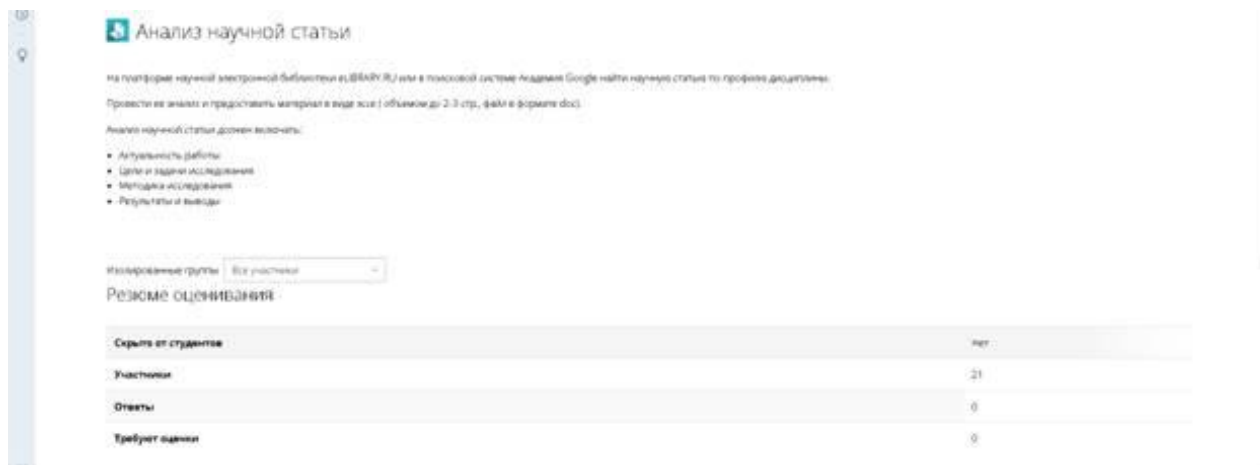 Анализ научной статьи
На платформе научной электронной библиотеки eLIBRARY.RU или в поисковой системе Академия Google найти научную статью по профилю дисциплины.
Провести ее анализ и предоставить материал в виде эссе ( объемом до 2-3 стр., файл в формате doc).
Анализ научной статьи должен включать:
• Актуальность работы
• Цели и задачи исследования
• Методика исследования
• Результаты и выводы
Изолированные группы Все участники
Резюме оценивания
Скрыто от студентов Нет
Участники 21
Ответы 0
Требуют оценки 0